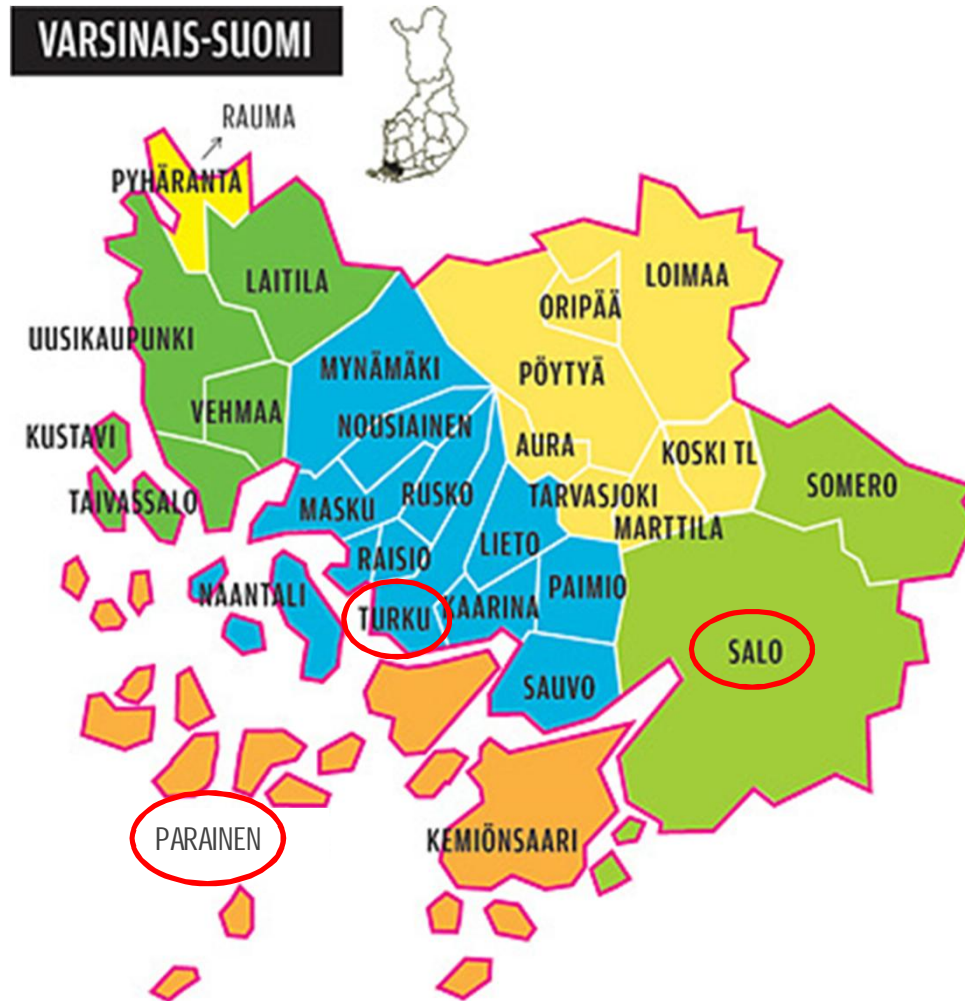 VARSINAIS-SUOMI
RAUMA
PYHÄRANTA
LAITILA
LOIMAA
ORIPÄÄ
UUSIKAUPUNKI
MYNÄMÄKI
PÖYTYÄ
VEHMAA
NOUSIAINEN
KUSTAVI
AURA
KOSKI TL
SOMERO
TAIVASSALO
MASKU
RUSKO
TARVASJOKI
MARTTILA
LIETO
RAISIO
PAIMIO
NAANTALI
TURKU
KAARINA
SALO
SAUVO
PARAINEN
KEMIÖNSAARI